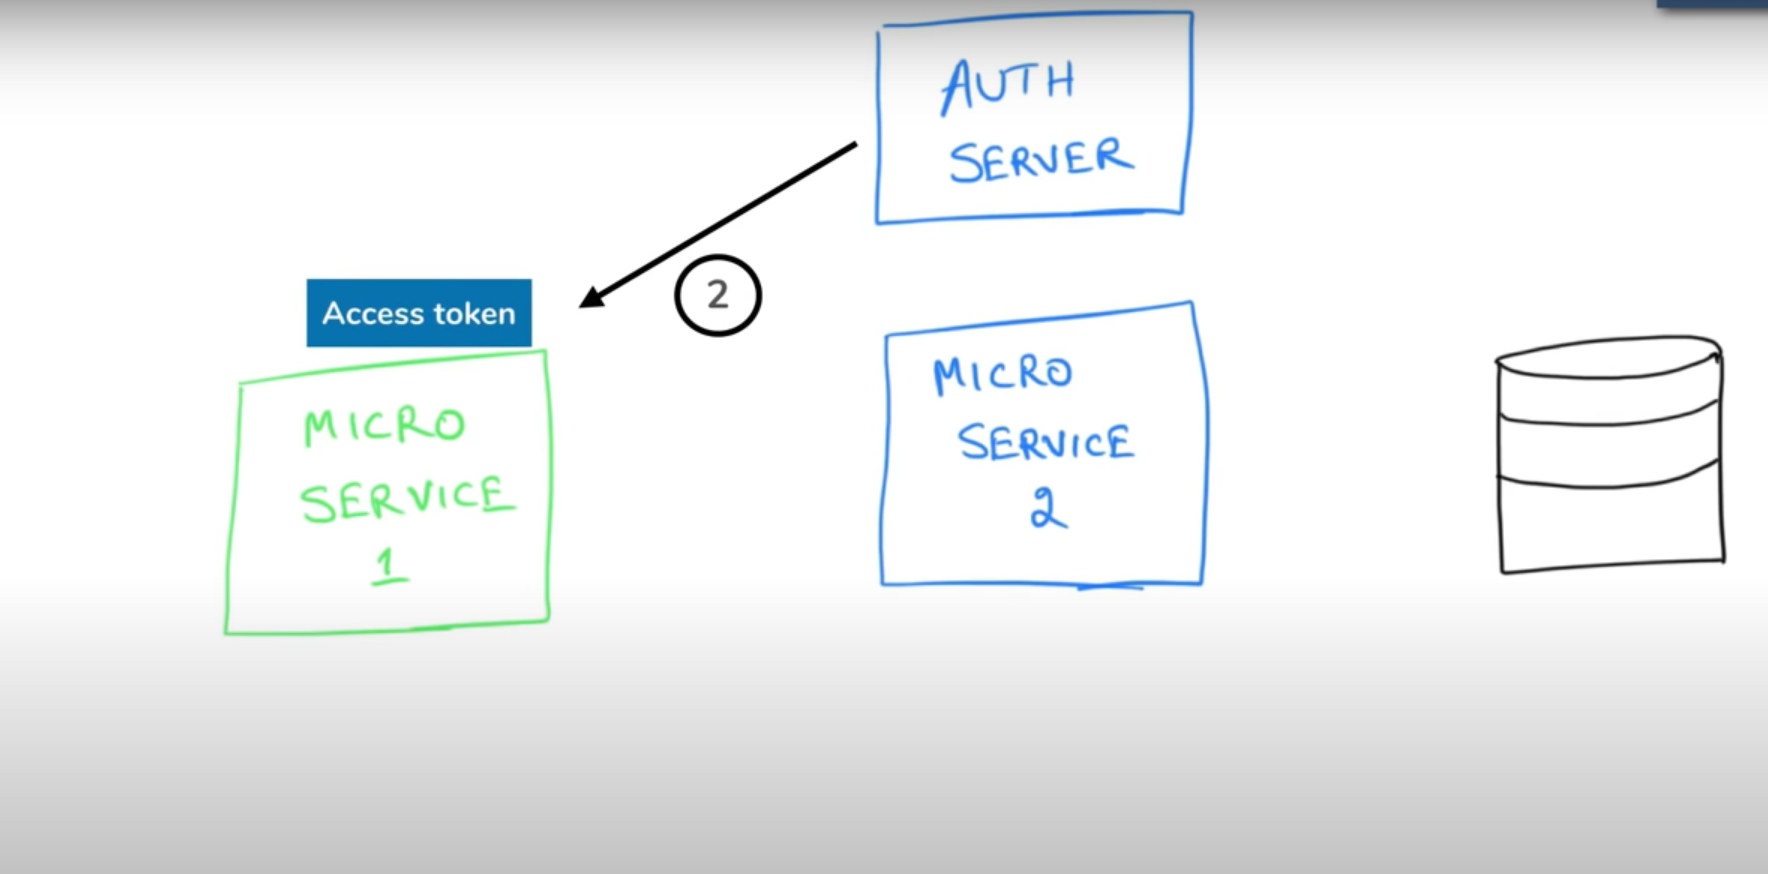 AUTH
SERVER
2
Access token
MICRO
SERVICE
1
MICRO
SERVICE
2